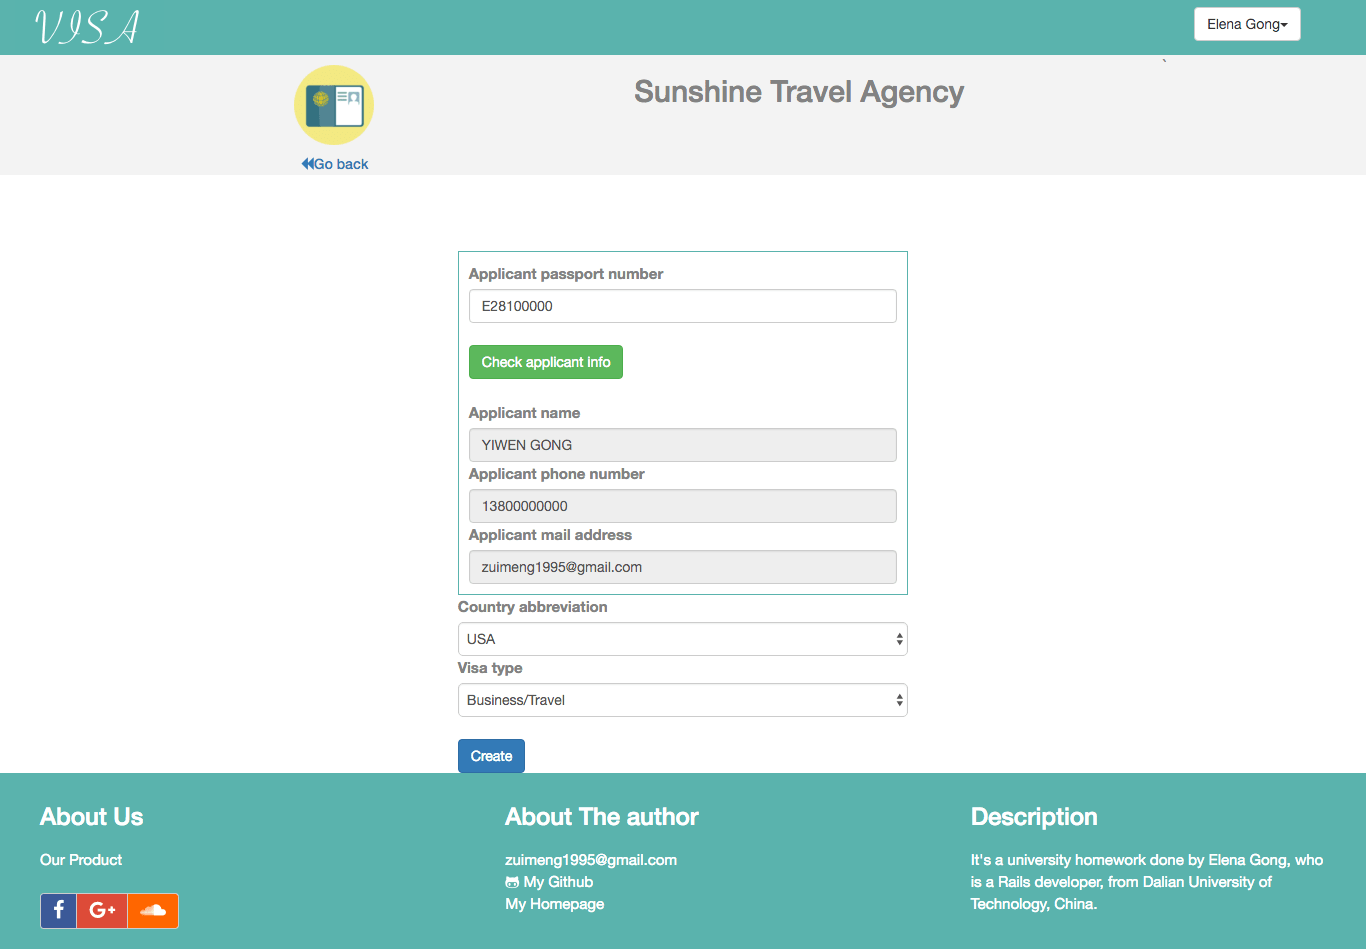 VISA
Elena Gong
`
Sunshine Travel Agency
Go back
Applicant passport number
E28100000
Check applicant info
Applicant name
YIWEN GONG
Applicant phone number
13800000000
Applicant mail address
zuimeng1995@gmail.com
Country abbreviation
USA
Visa type
Business/Travel
Create
About Us
Our Product
f G+
About The author
zuimeng1995@gmail.com
My Github
My Homepage
Description
It's a university homework done by Elena Gong, who
is a Rails developer, from Dalian University of
Technology, China.